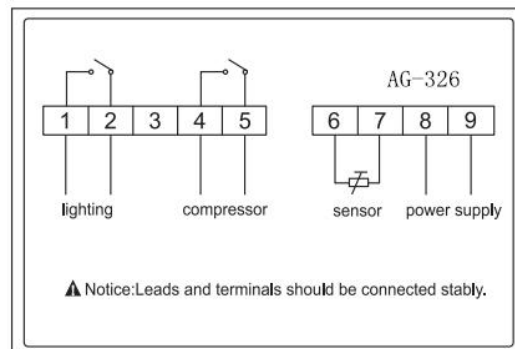 AG-326
1 2 3 4 5 6 7 8 9
lighting compressor sensor power supply
Notice:Leads and terminals should be connected stably.